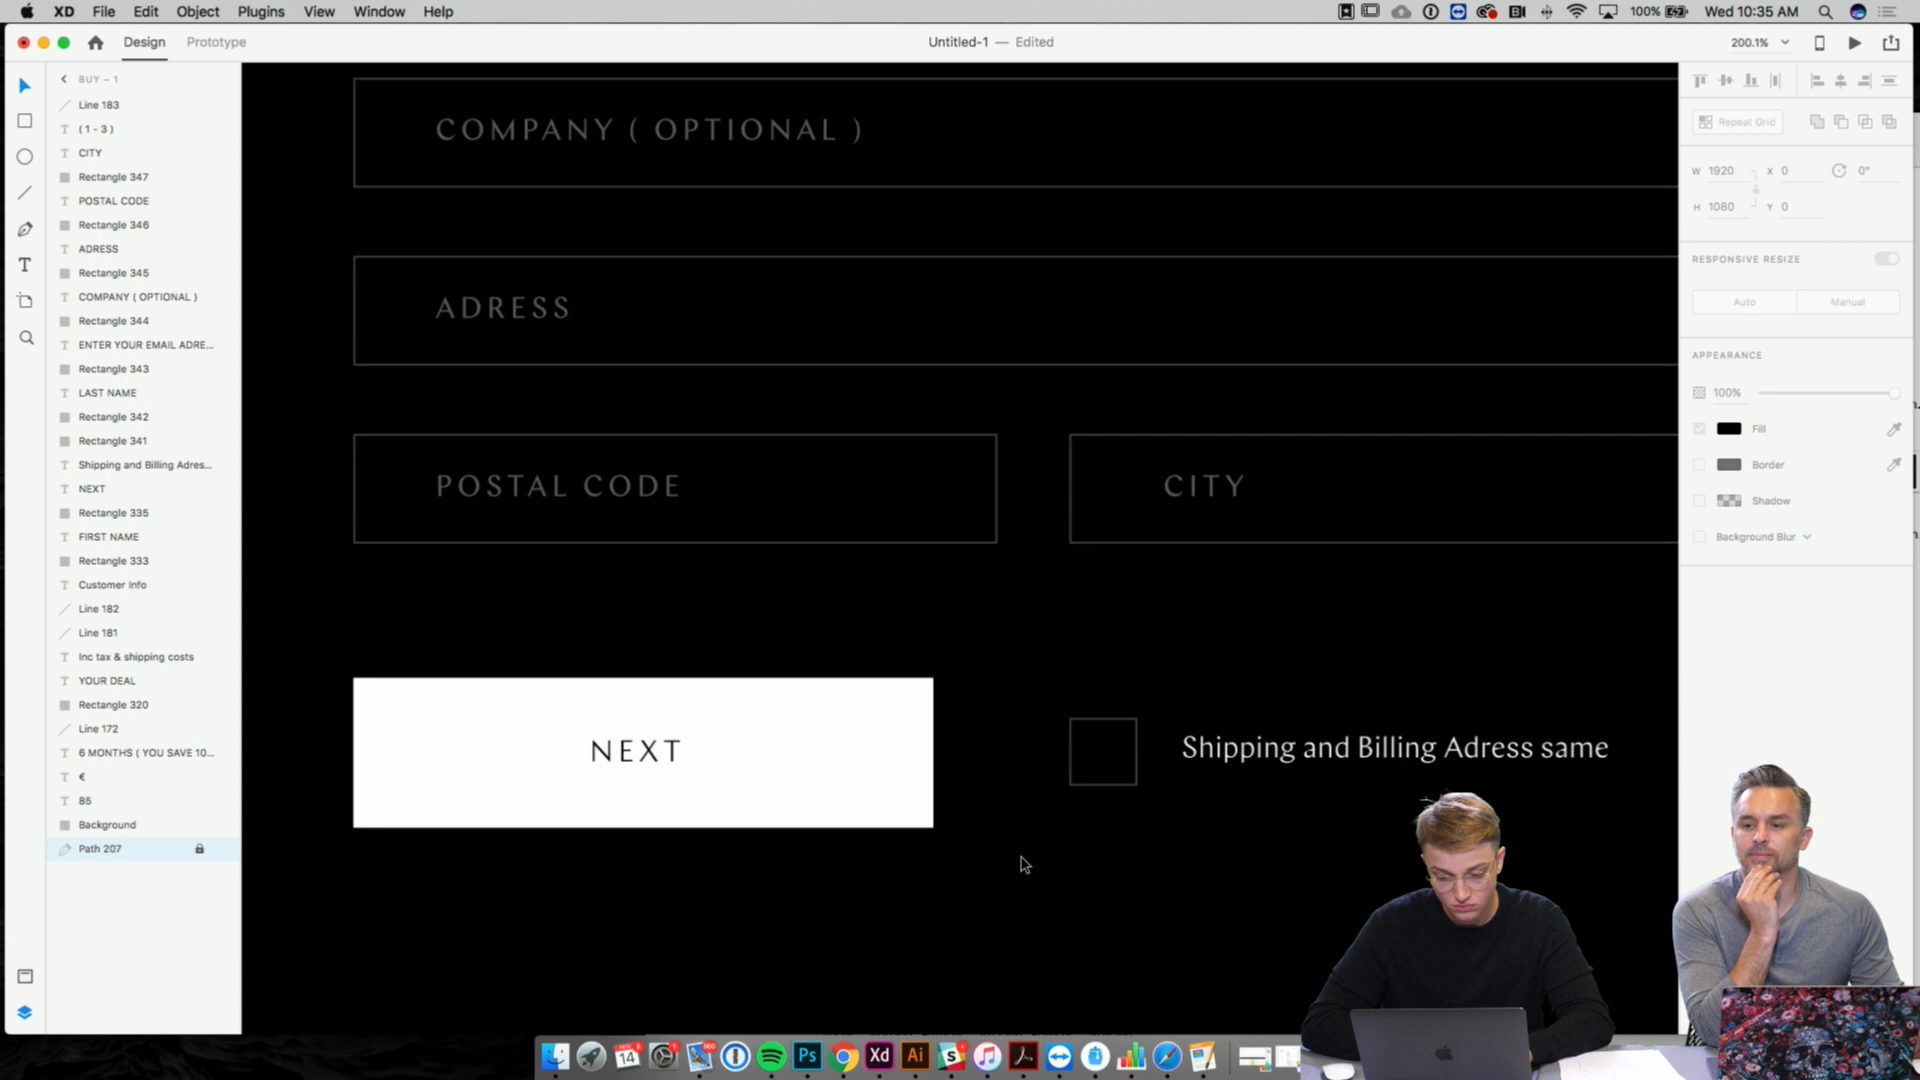 XD File Edit Object Plugins View Window Help
100% Wed 10:35 AM
Design Prototype
Untitled-1 — Edited
200.1%
BUY – 1
Line 183
( 1 - 3 )
CITY
Rectangle 347
POSTAL CODE
Rectangle 346
ADRESS
Rectangle 345
COMPANY ( OPTIONAL )
Rectangle 344
ENTER YOUR EMAIL ADRE...
Rectangle 343
LAST NAME
Rectangle 342
Rectangle 341
Shipping and Billing Adres...
NEXT
Rectangle 335
FIRST NAME
Rectangle 333
Customer Info
Line 182
Line 181
Inc tax & shipping costs
YOUR DEAL
Rectangle 320
Line 172
6 MONTHS ( YOU SAVE 10...
€
85
Background
Path 207
COMPANY ( OPTIONAL )
ADRESS
POSTAL CODE
CITY
NEXT
Shipping and Billing Adress same
Repeat Grid
W 1920 X 0 0°
H 1080 Y 0
RESPONSIVE RESIZE
Auto Manual
APPEARANCE
100%
Fill
Border
Shadow
Background Blur
NOV
14
Ps
Xd
Ai